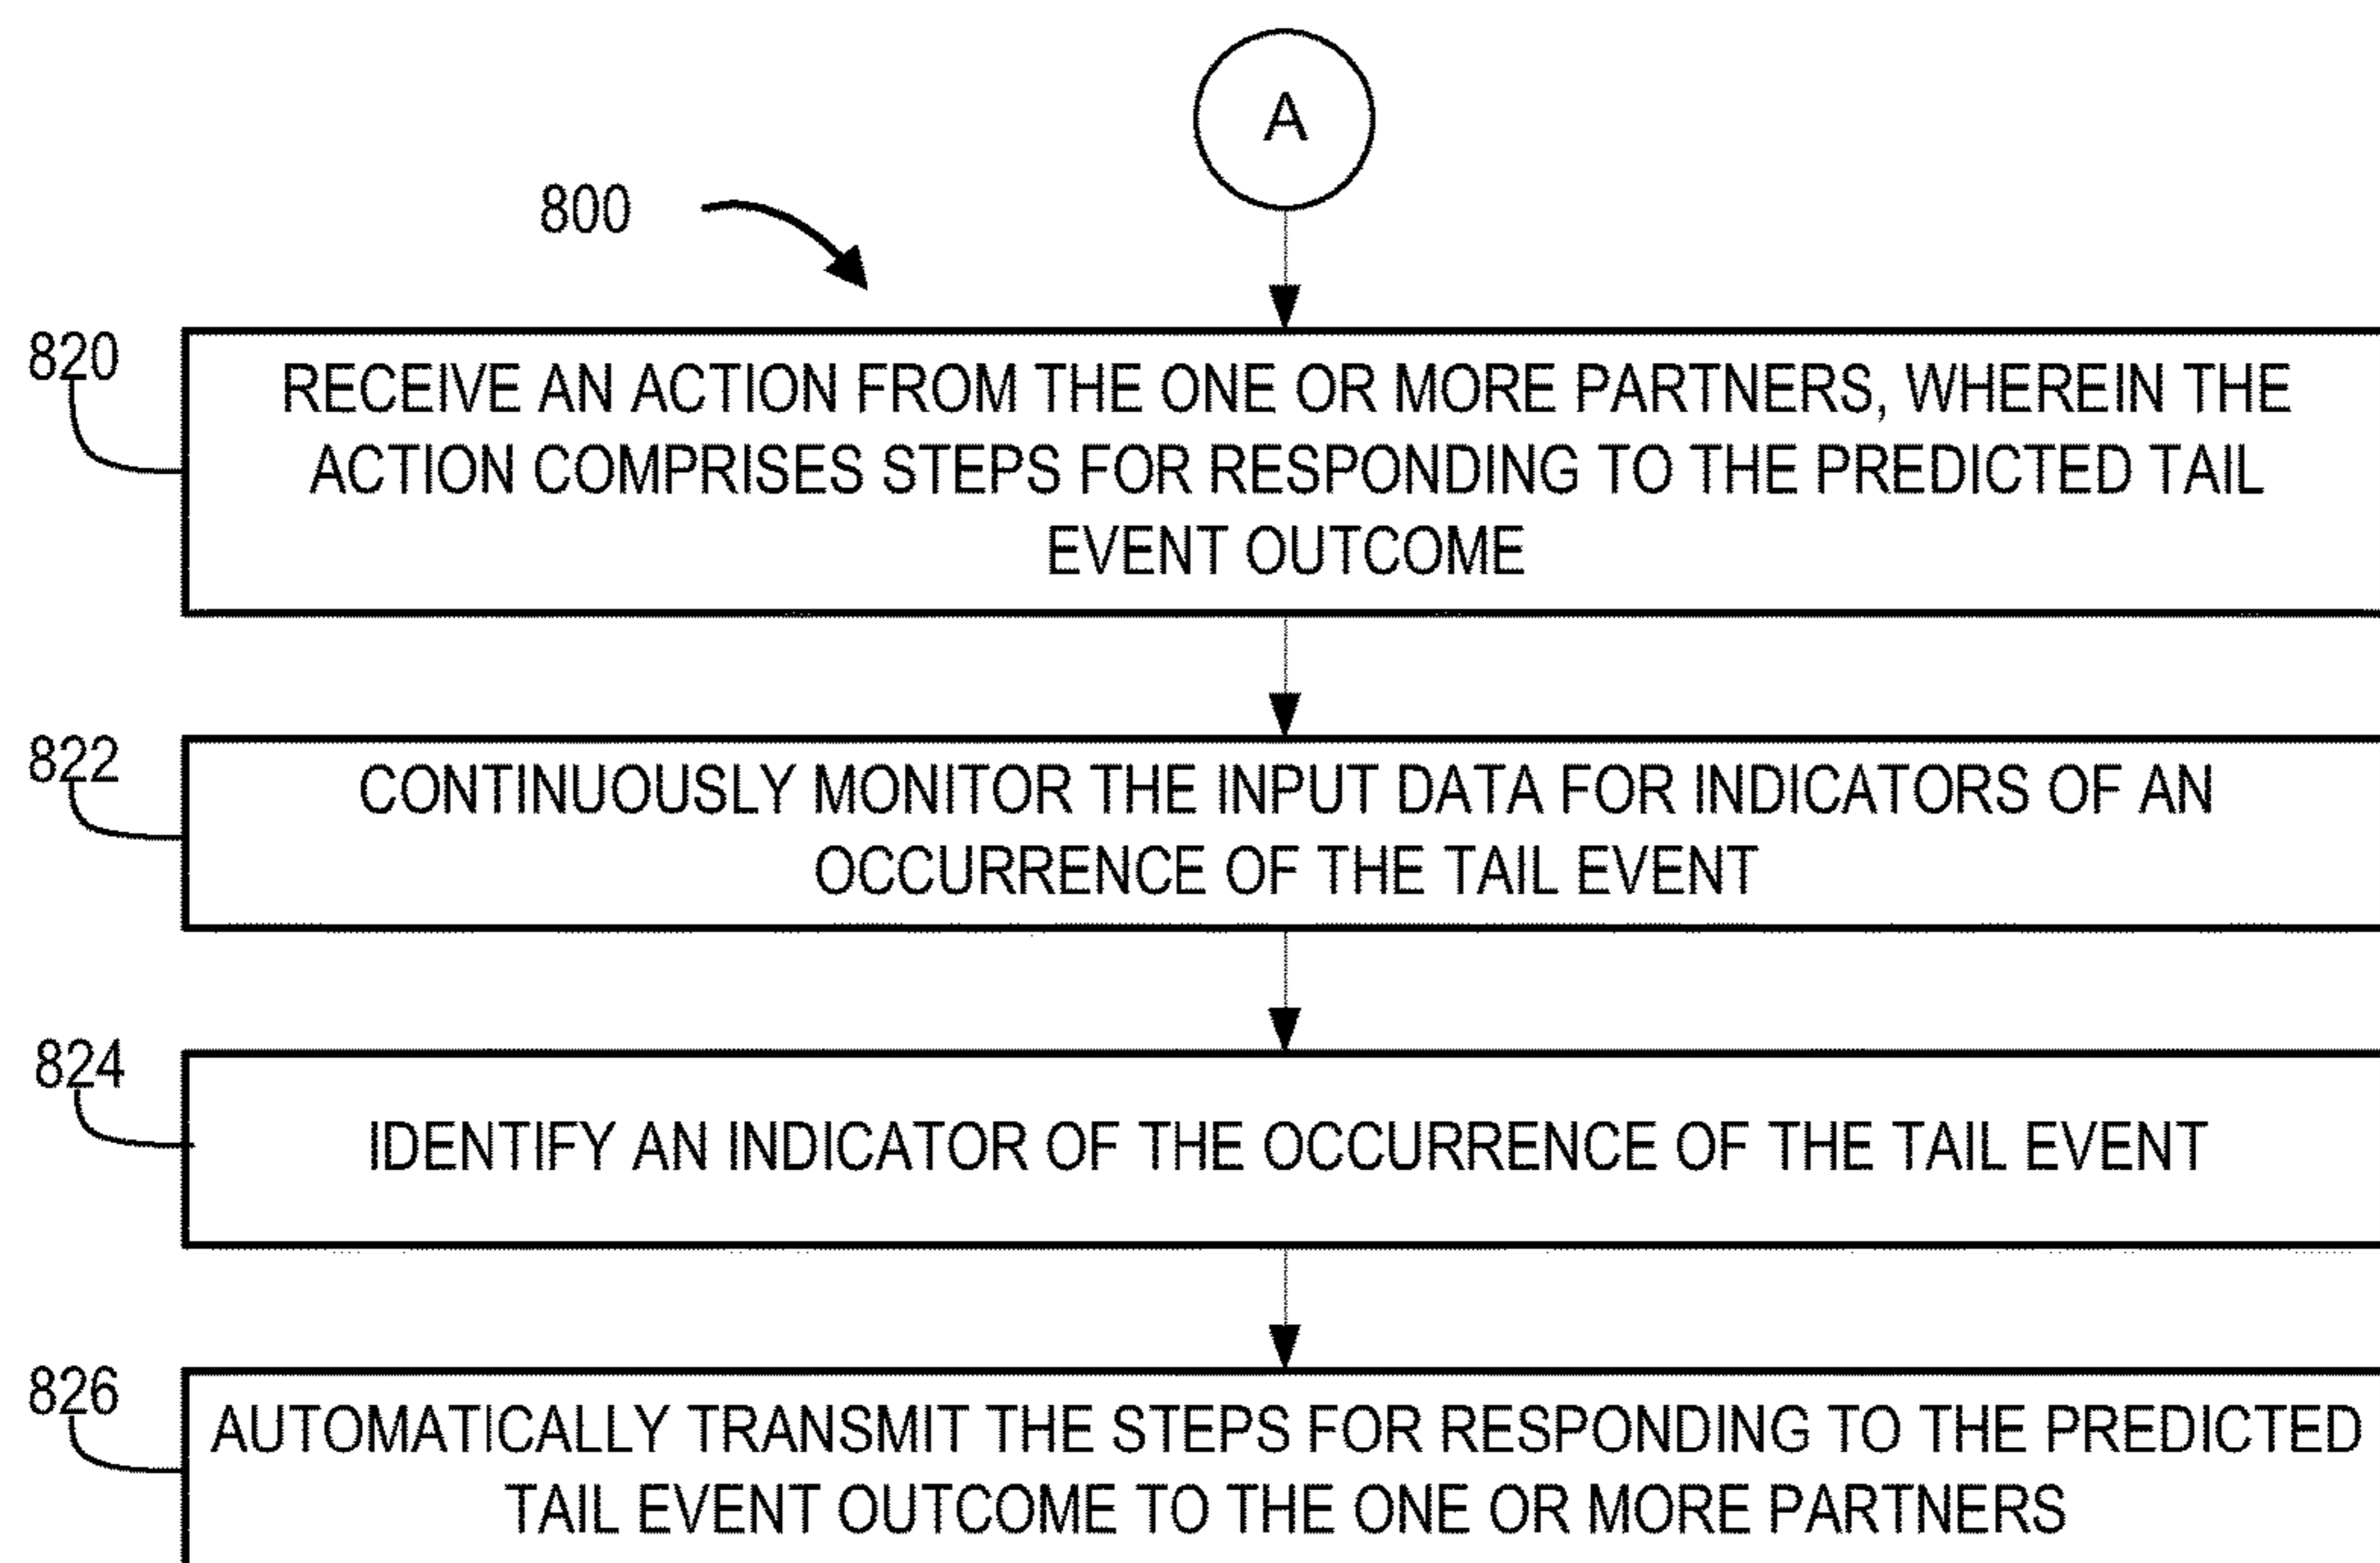 A
800
820
RECEIVE AN ACTION FROM THE ONE OR MORE PARTNERS, WHEREIN THE
ACTION COMPRISES STEPS FOR RESPONDING TO THE PREDICTED TAIL
EVENT OUTCOME
822
CONTINUOUSLY MONITOR THE INPUT DATA FOR INDICATORS OF AN
OCCURRENCE OF THE TAIL EVENT
824
IDENTIFY AN INDICATOR OF THE OCCURRENCE OF THE TAIL EVENT
826
AUTOMATICALLY TRANSMIT THE STEPS FOR RESPONDING TO THE PREDICTED
TAIL EVENT OUTCOME TO THE ONE OR MORE PARTNERS